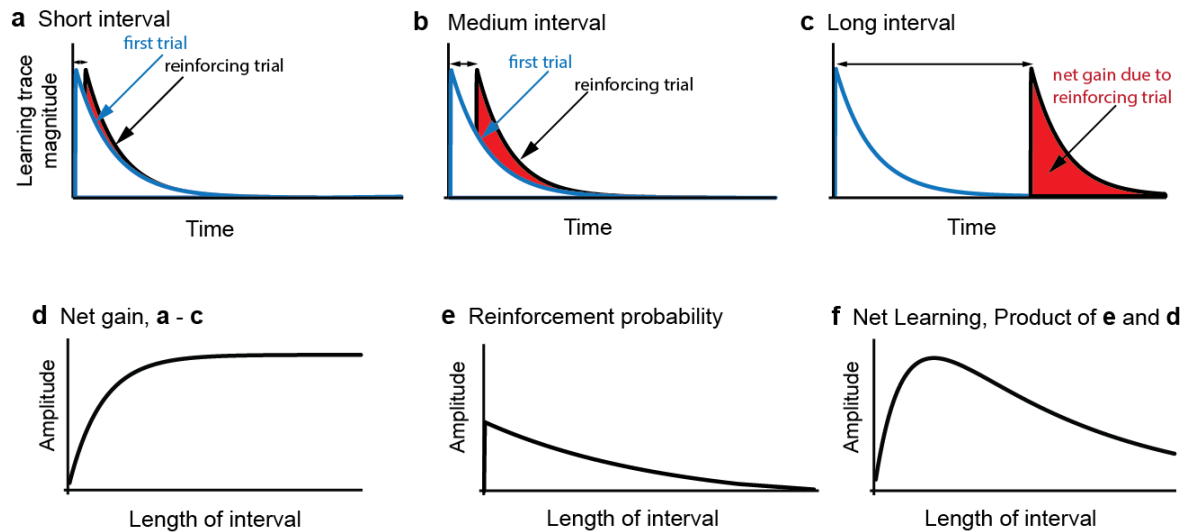 a Short interval
first trial
reinforcing trial
Learning trace
magnitude
Time
b Medium interval
first trial
reinforcing trial
Time
c Long interval
net gain due to
reinforcing trial
Time
d Net gain, a - c
Amplitude
Length of interval
e Reinforcement probability
Amplitude
Length of interval
f Net Learning, Product of e and d
Amplitude
Length of interval